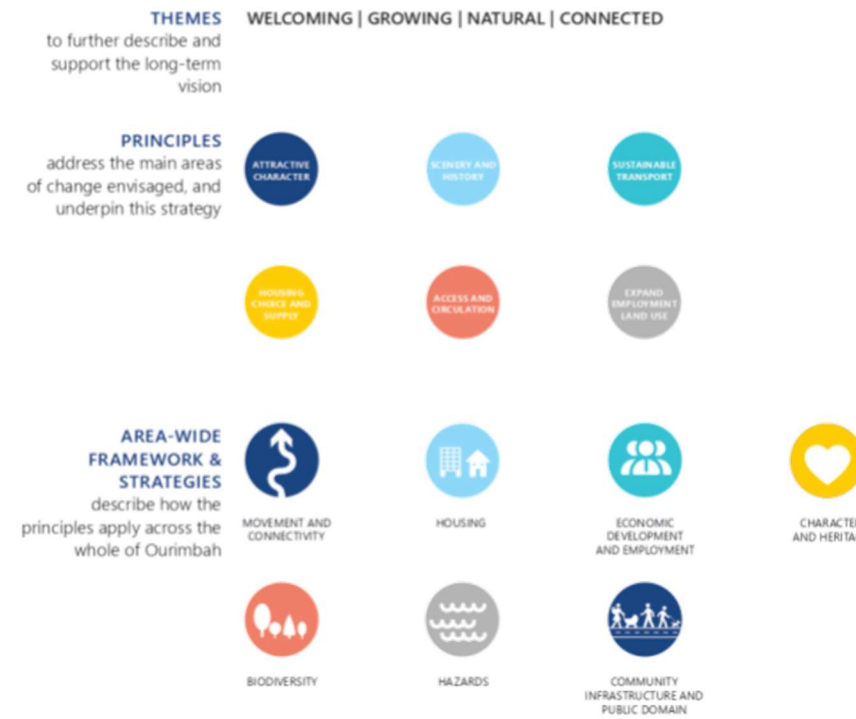 THEMES
to further describe and
support the long-term
vision
WELCOMING | GROWING | NATURAL | CONNECTED
PRINCIPLES
address the main areas
of change envisaged, and
underpin this strategy
ATTRACTIVE
CHARACTER
SCENERY AND
HISTORY
SUSTAINABLE
TRANSPORT
HOUSING
CHOICE AND
SUPPLY
ACCESS AND
CIRCULATION
EXPAND
EMPLOYMENT
LAND USE
AREA-WIDE
FRAMEWORK &
STRATEGIES
describe how the
principles apply across the
whole of Ourimbah
MOVEMENT AND
CONNECTIVITY
HOUSING
ECONOMIC
DEVELOPMENT
AND EMPLOYMENT
CHARACTE
AND HERITA
BIODIVERSITY
HAZARDS
COMMUNITY
INFRASTRUCTURE AND
PUBLIC DOMAIN